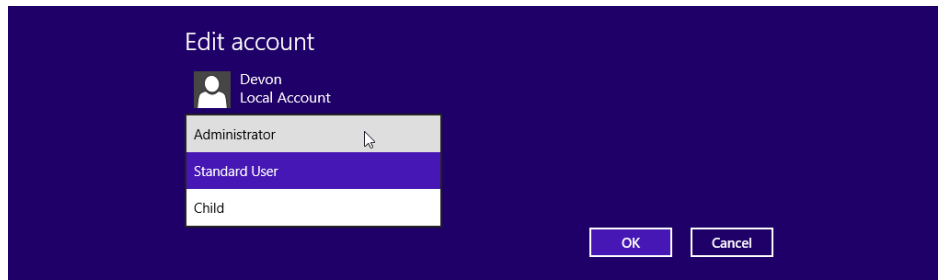 Edit account
Devon
Local Account
Administrator
Standard User
Child
OK
Cancel